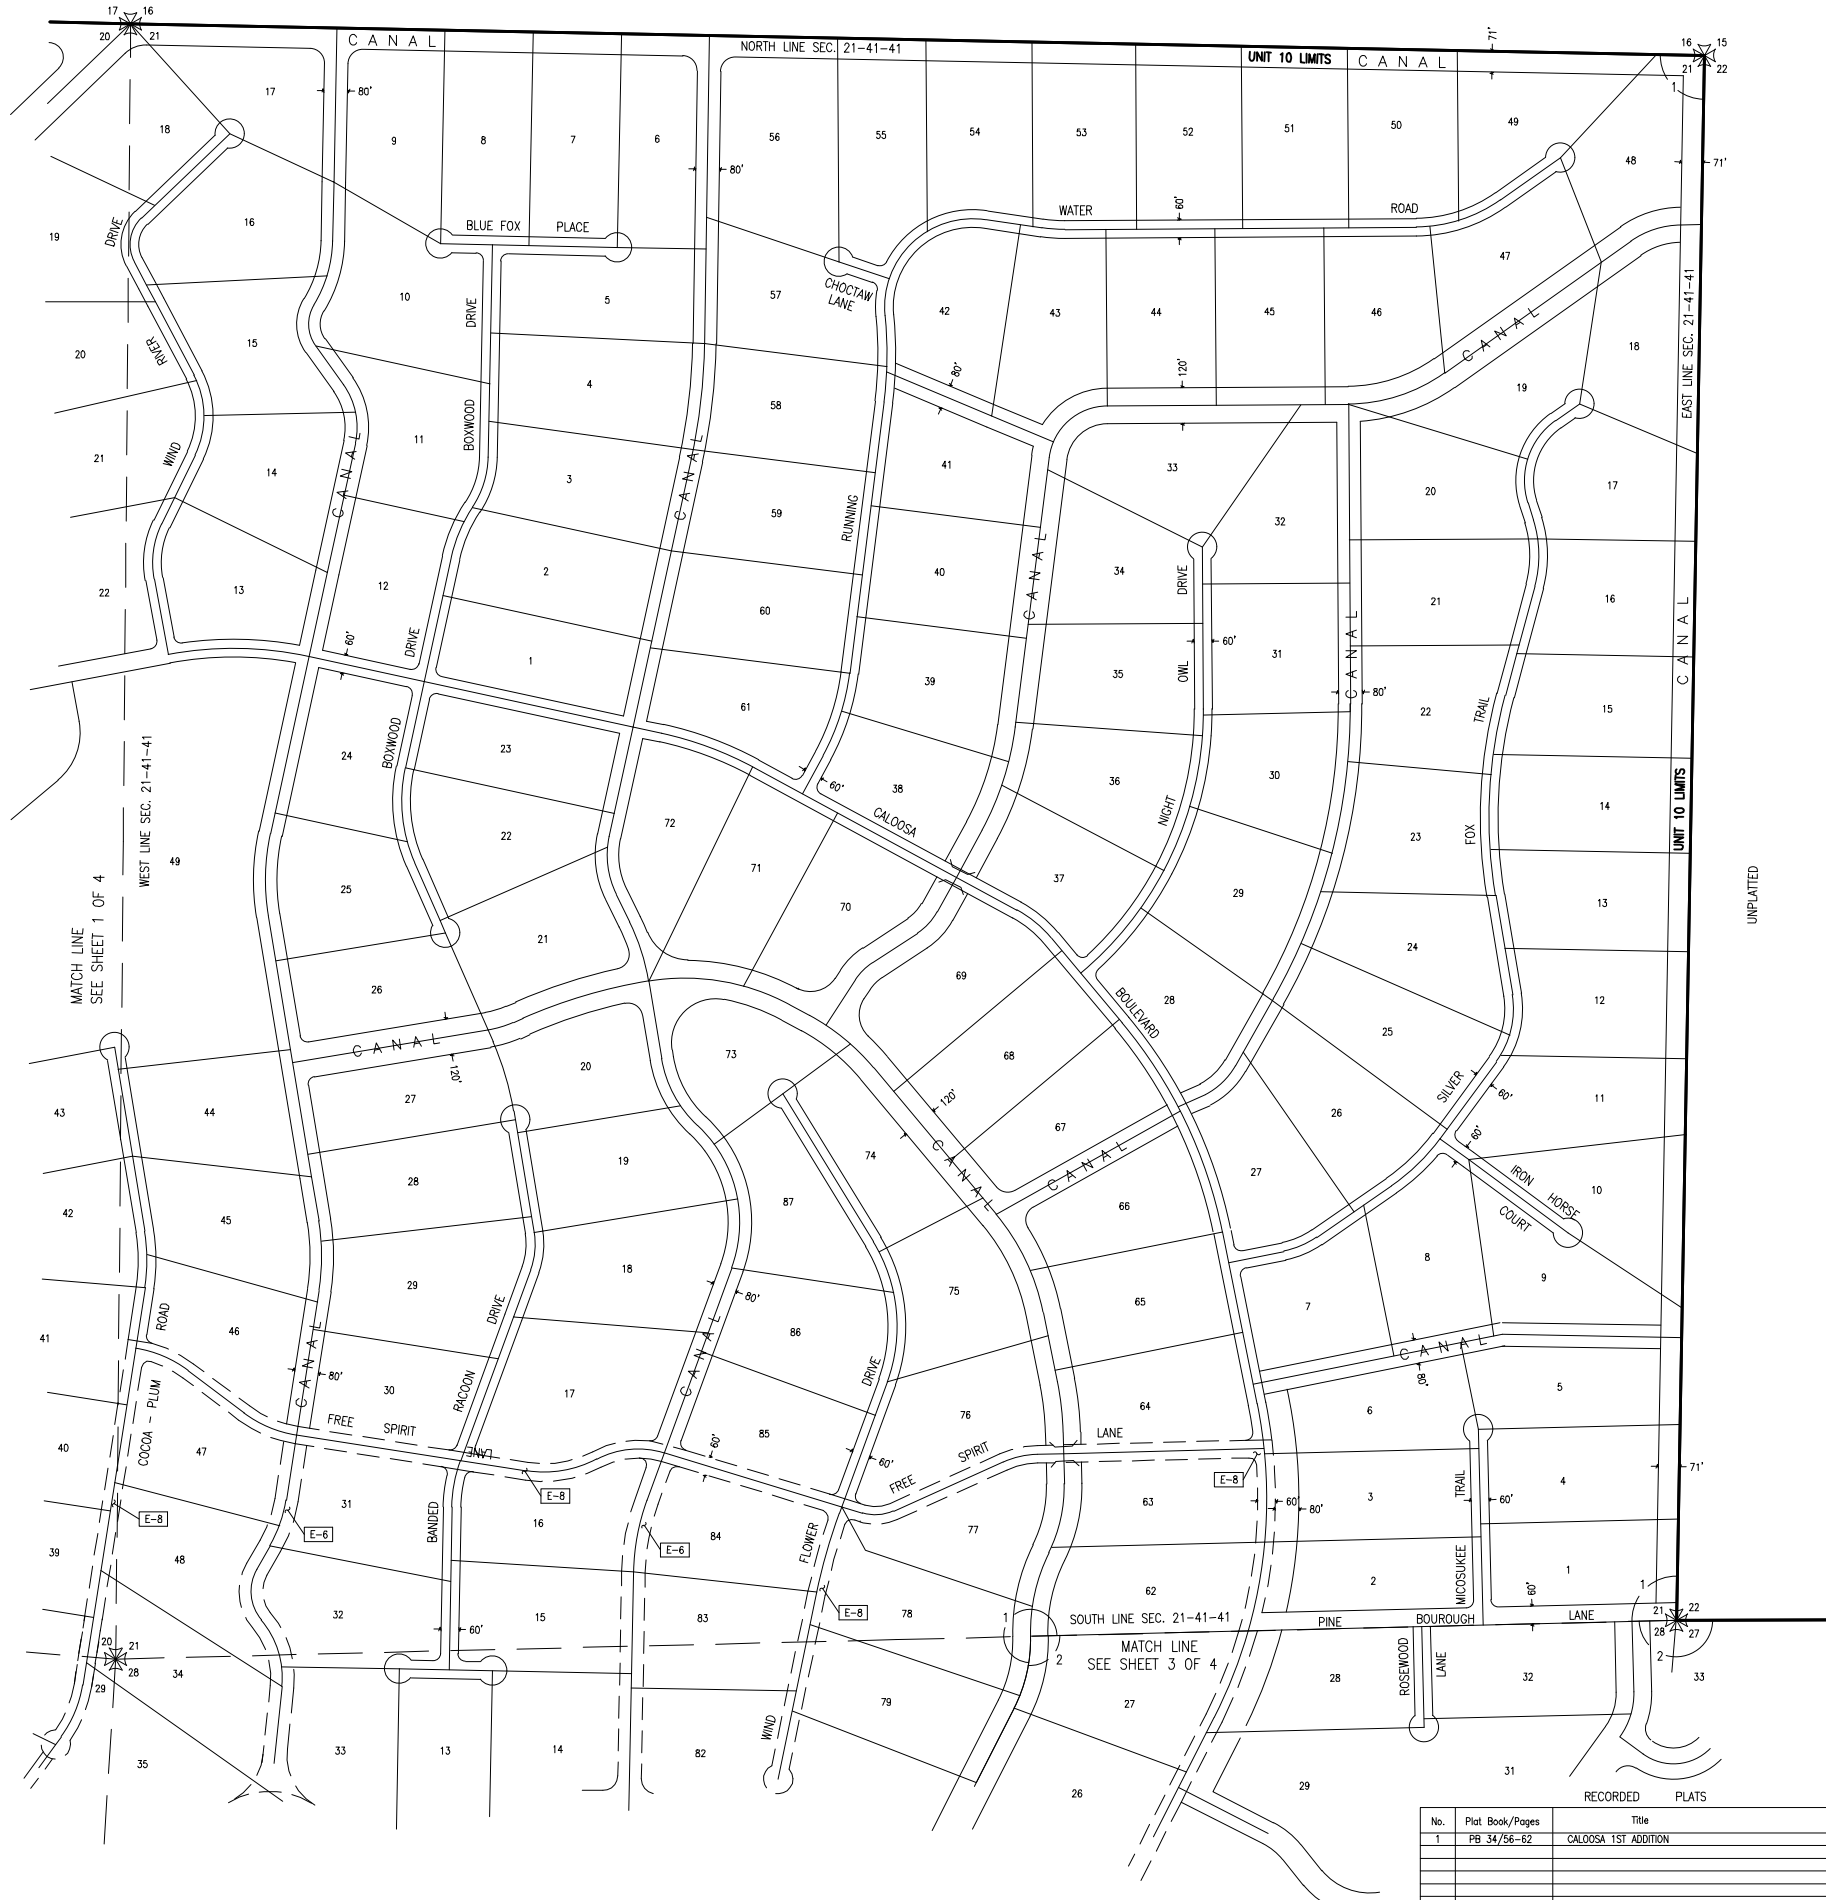 17 16
20 21
CANAL
NORTH LINE SEC. 21-41-41
UNIT 10 LIMITS
CANAL
71'
16 15
21 22
1
17
80'
18
9
8
7
6
56
55
54
53
52
51
50
49
48
80'
71'
16
19
DRIVE
BLUE FOX PLACE
WATER ROAD
60'
47
10
DRIVE
5
57
CHOCTAW
LANE
42
43
44
45
46
CANAL
EAST LINE SEC. 21-41-41
20
RIVER
15
4
80'
120'
18
19
58
11
BOXWOOD
CANAL
CANAL
41
33
21
WIND
14
3
59
RUNNING
20
17
32
CANAL
22
13
12
2
60
40
34
DRIVE
21
16
CANAL
60'
DRIVE
1
39
35
OWL
60'
31
CANAL
80'
CANAL
61
22
TRAIL
15
WEST LINE SEC. 21-41-41
24
BOXWOOD
23
60'
38
36
30
CALOOSA
NIGHT
72
22
23
FOX
14
UNIT 10 LIMITS
49
25
71
37
29
UNPLATTED
MATCH LINE
SEE SHEET 1 OF 4
70
21
24
13
26
69
28
BOULEVARD
25
12
CANAL
120'
20
73
68
43
44
27
120'
67
26
SILVER
60'
11
60'
CANAL
CANAL
74
19
28
87
27
IRON HORSE
COURT
10
42
45
66
8
9
29
18
80'
75
65
7
ROAD
DRIVE
41
46
CANAL
80'
86
CANAL
CANAL
80'
COCOA - PLUM
30
RACOON
17
DRIVE
76
64
6
5
FREE SPIRIT
LANE
60'
85
60'
FREE SPIRIT LANE
40
47
E-8
E-8
71'
31
16
63
3
TRAIL
60'
4
60'
80'
E-8
E-6
BANDED
E-6
84
FLOWER
77
39
48
62
2
MICOSUKEE
1
60'
1
E-8
32
15
83
78
1
SOUTH LINE SEC. 21-41-41
PINE BOUROUGH LANE
21 22
28 27
60'
20 21
29 28
2
MATCH LINE
SEE SHEET 3 OF 4
2
34
28
ROSEWOOD
LANE
32
33
79
27
WIND
35
33
13
14
82
26
29
31
RECORDED PLATS
No. Plat Book/Pages Title
1 PB 34/56-62 CALOOSA 1ST ADDITION